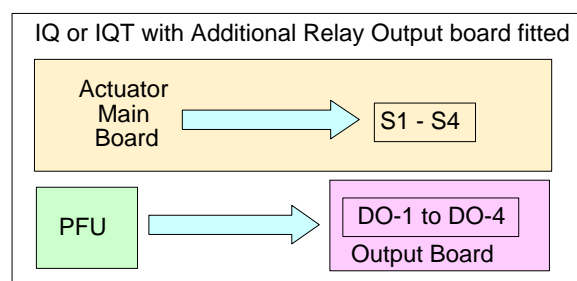 IQ or IQT with Additional Relay Output board fitted
Actuator
Main
Board
S1 - S4
PFU
DO-1 to DO-4
Output Board